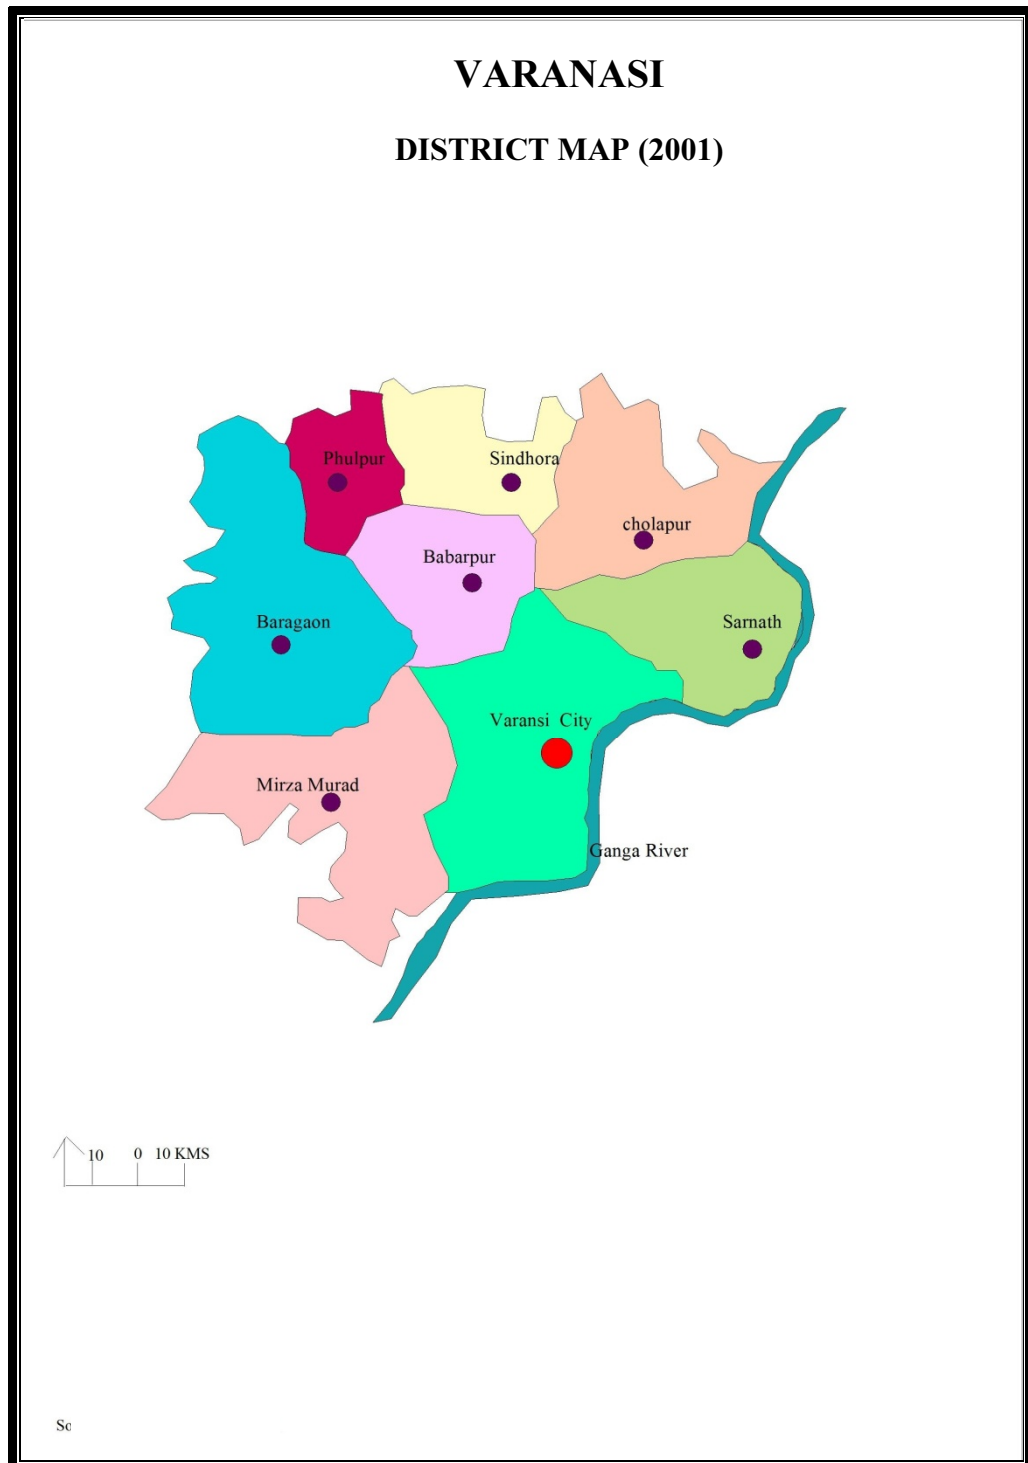 VARANASI
DISTRICT MAP (2001)
Phulpur
Sindhora
cholapur
Babarpur
Baragaon
Sarnath
Varansi City
Mirza Murad
Ganga River
10 0 10 KMS